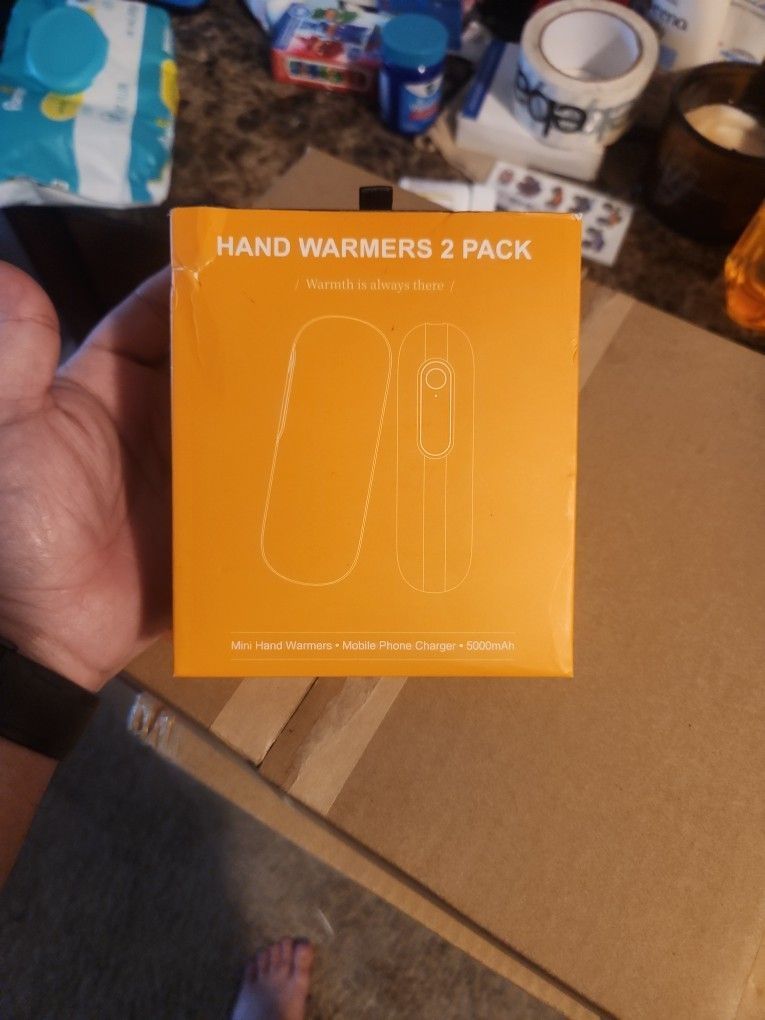 HAND WARMERS 2 PACK
/ Warmth is always there /
Mini Hand Warmers • Mobile Phone Charger • 5000mAh